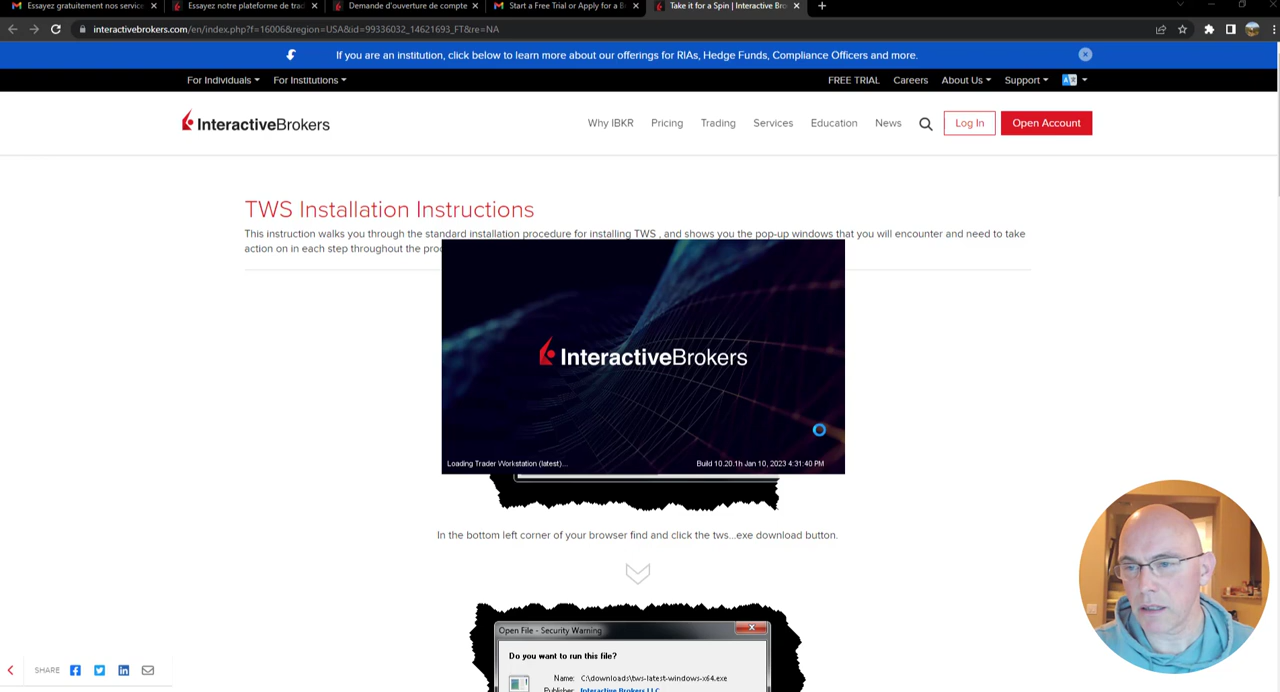 Essayez gratuitement nos service
Essayez notre plateforme de trad
Demande d'ouverture de compte
Start a Free Trial or Apply for a B
Take it for a Spin | Interactive Bro
interactivebrokers.com/en/index.php?f=16006&region=USA&id=99336032_14621693_FT&re=NA
If you are an institution, click below to learn more about our offerings for RIAs, Hedge Funds, Compliance Officers and more.
For Individuals For Institutions FREE TRIAL Careers About Us Support
InteractiveBrokers Why IBKR Pricing Trading Services Education News Log In Open Account
TWS Installation Instructions
This instruction walks you through the standard installation procedure for installing TWS , and shows you the pop-up windows that you will encounter and need to take
action on in each step throughout the pro
InteractiveBrokers
Loading Trader Workstation (latest)... Build 10.20.1h Jan 10, 2023 4:31:40 PM
In the bottom left corner of your browser find and click the tws...exe download button.
Open File - Security Warning
Do you want to run this file?
Name: C:\downloads\tws-latest-windows-x64.exe
Publisher: Interactive Brokers LLC
SHARE